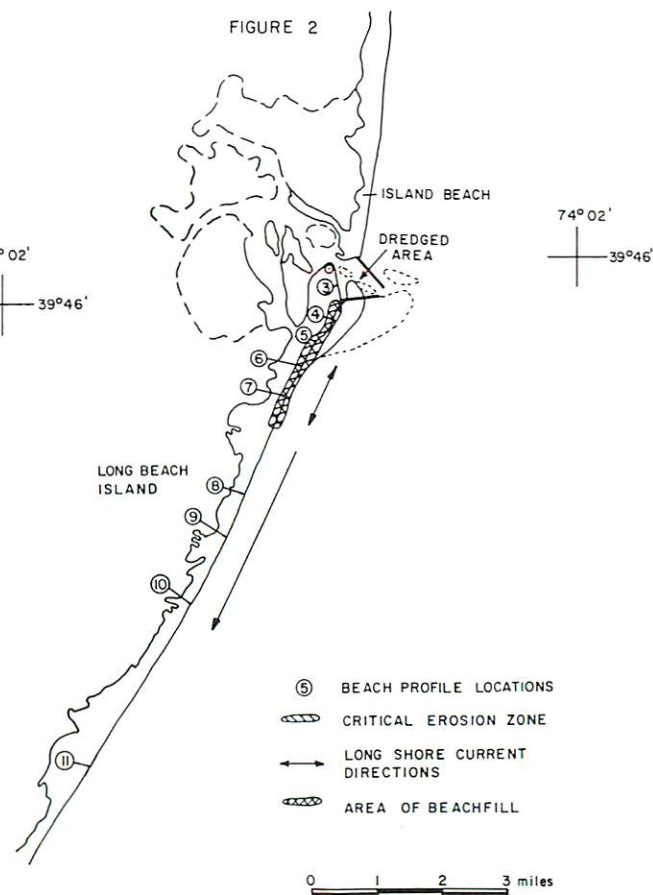 FIGURE 2
ISLAND BEACH
DREDGED
AREA
74° 02'
39°46'
02'
39°46'
3
4
5
6
7
LONG BEACH
ISLAND
8
9
10
11
5 BEACH PROFILE LOCATIONS
CRITICAL EROSION ZONE
LONG SHORE CURRENT
DIRECTIONS
AREA OF BEACHFILL
0 1 2 3 miles